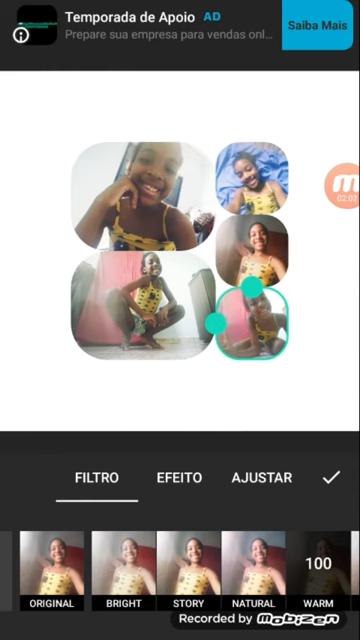 Temporada de Apoio AD
Prepare sua empresa para vendas onl...
Saiba Mais
02:07
FILTRO EFEITO AJUSTAR
100
ORIGINAL BRIGHT STORY NATURAL WARM
Recorded by mobizen